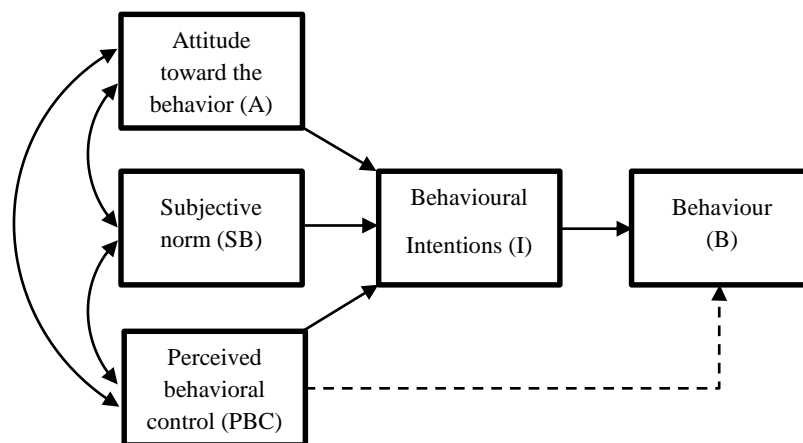 Attitude
toward the
behavior (A)
Subjective
norm (SB)
Perceived
behavioral
control (PBC)
Behavioural
Intentions (I)
Behaviour
(B)